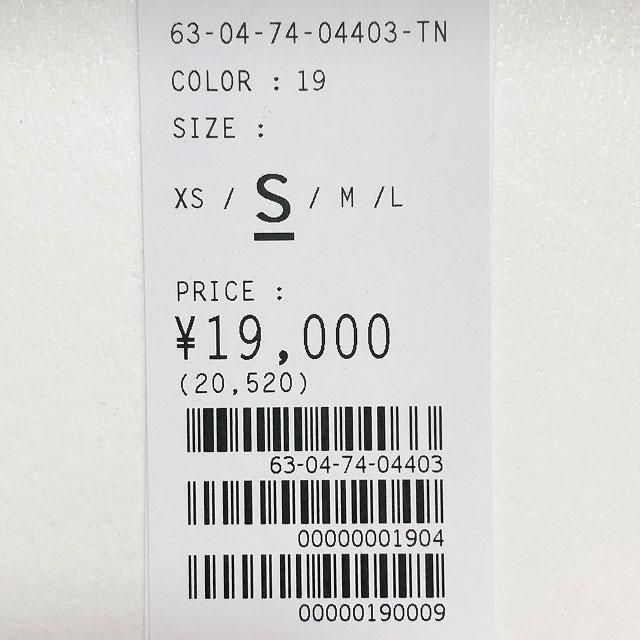 63-04-74-04403-TN
COLOR : 19
SIZE :
XS / S / M /L
PRICE :
¥19,000
(20,520)
63-04-74-04403
00000001904
00000190009